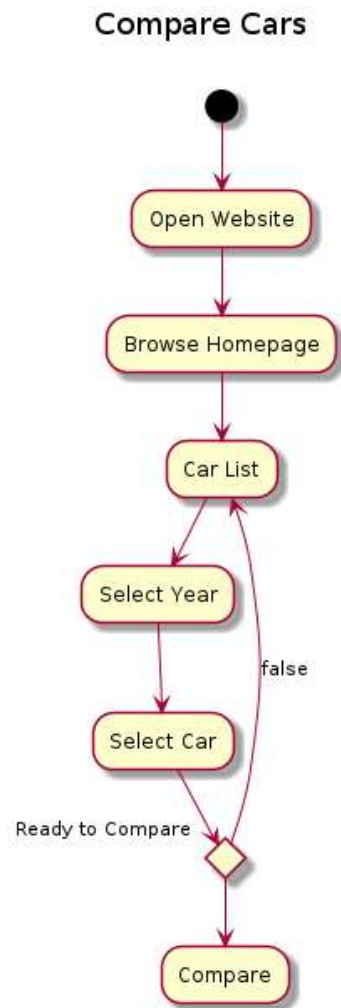 Compare Cars
Open Website
Browse Homepage
Car List
Select Year
false
Select Car
Ready to Compare
Compare